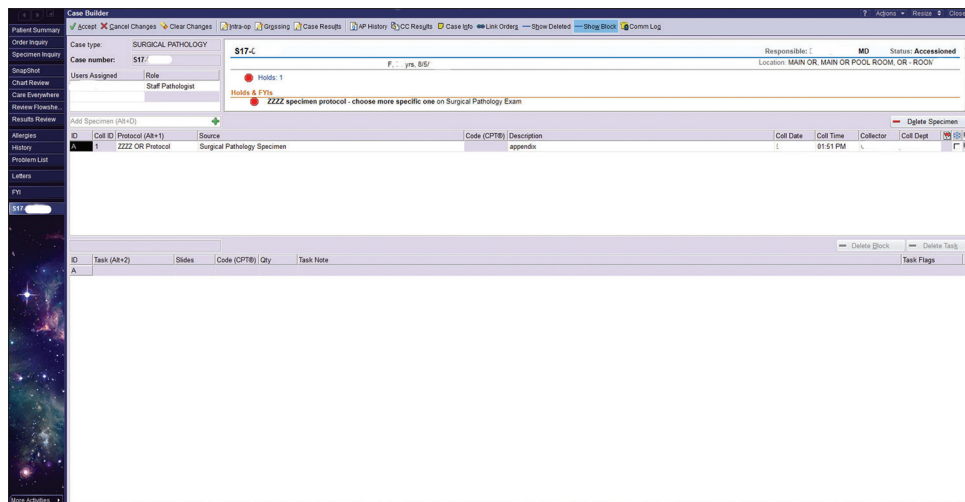 Case Builder
? Actions Resize Close
Accept Cancel Changes Clear Changes Intra-op Grossing Case Results AP History CC Results Case Info Link Orders Show Deleted Show Block Comm Log
Patient Summary
Order Inquiry
Specimen Inquiry
SnapShot
Chart Review
Care Everywhere
Review Flowshe...
Results Review
Allergies
History
Problem List
Letters
FYI
S17-
More Activities
Case type: SURGICAL PATHOLOGY
Case number: S17-
Users Assigned Role
Staff Pathologist
S17-
Responsible: MD Status: Accessioned
F, yrs, 8/5/
Location: MAIN OR, MAIN OR POOL ROOM, OR - ROOM
Holds: 1
Holds & FYIs
ZZZZ specimen protocol - choose more specific one on Surgical Pathology Exam
Add Specimen (Alt+D)
Delete Specimen
ID Coll ID Protocol (Alt+1) Source Code (CPT®) Description Coll Date Coll Time Collector Coll Dept
A 1 ZZZZ OR Protocol Surgical Pathology Specimen appendix 01:51 PM
Delete Block Delete Task
ID Task (Alt+2) Slides Code (CPT®) Qty Task Note Task Flags
A